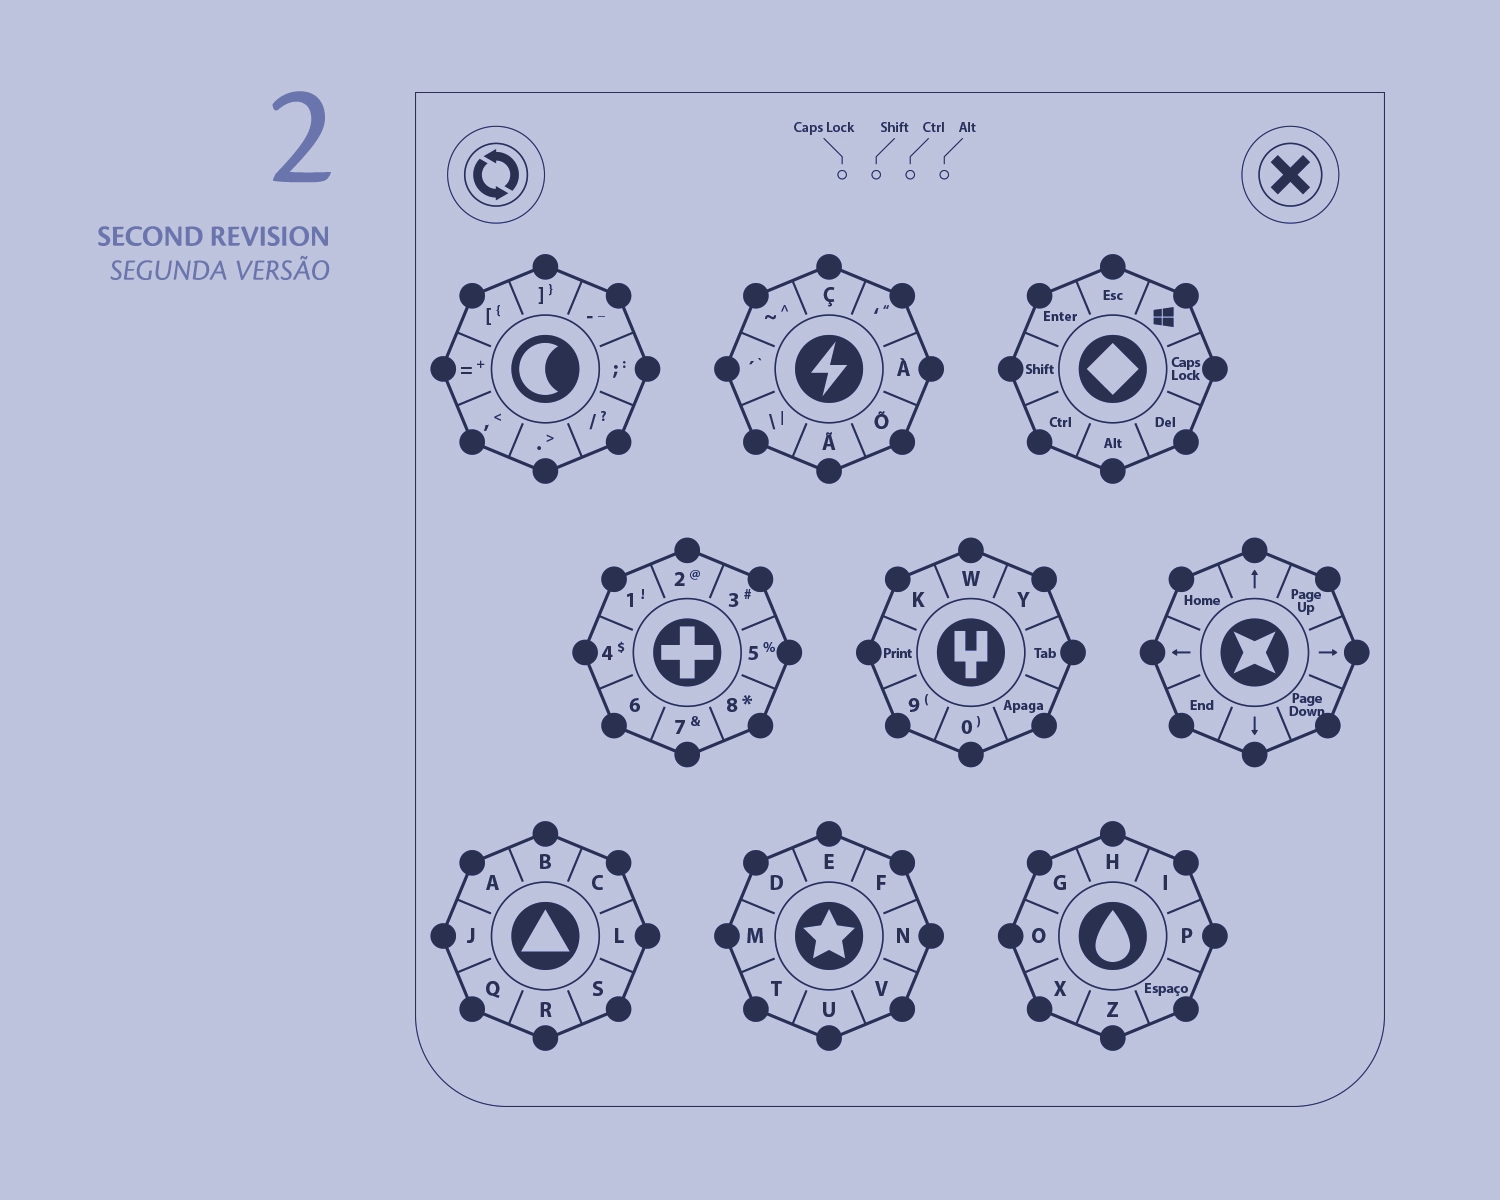 2
SECOND REVISION
SEGUNDA VERSÃO
Caps Lock Shift Ctrl Alt
[ { ] } - _
= + ; :
, < . > / ?
~ ^ Ç ‘ “
´ ` À
\ | Ã Õ
Enter Esc
Shift Caps
Lock
Ctrl Alt Del
1 ! 2 @ 3 #
4 $ 5 %
6 7 & 8 *
K W Y
Print Tab
9 ( 0 ) Apaga
Home ↑ Page
Up
← →
End ↓ Page
Down
A B C
J L
Q R S
D E F
M N
T U V
G H I
O P
X Z Espaço